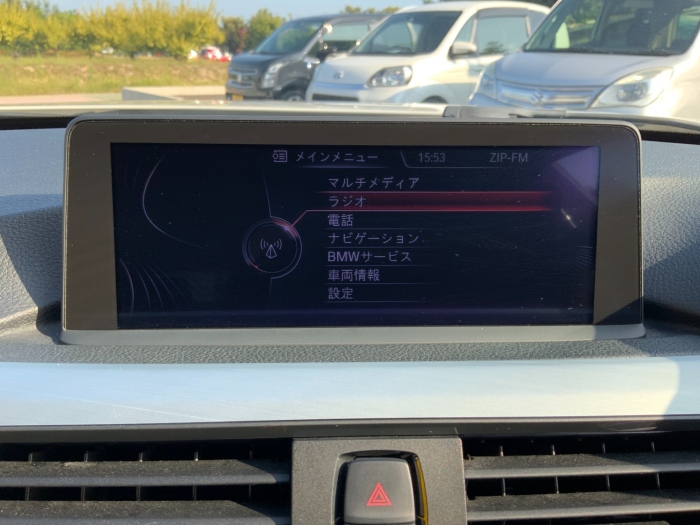 メインメニュー 15:53 ZIP-FM
マルチメディア
ラジオ
電話
ナビゲーション
BMWサービス
車両情報
設定